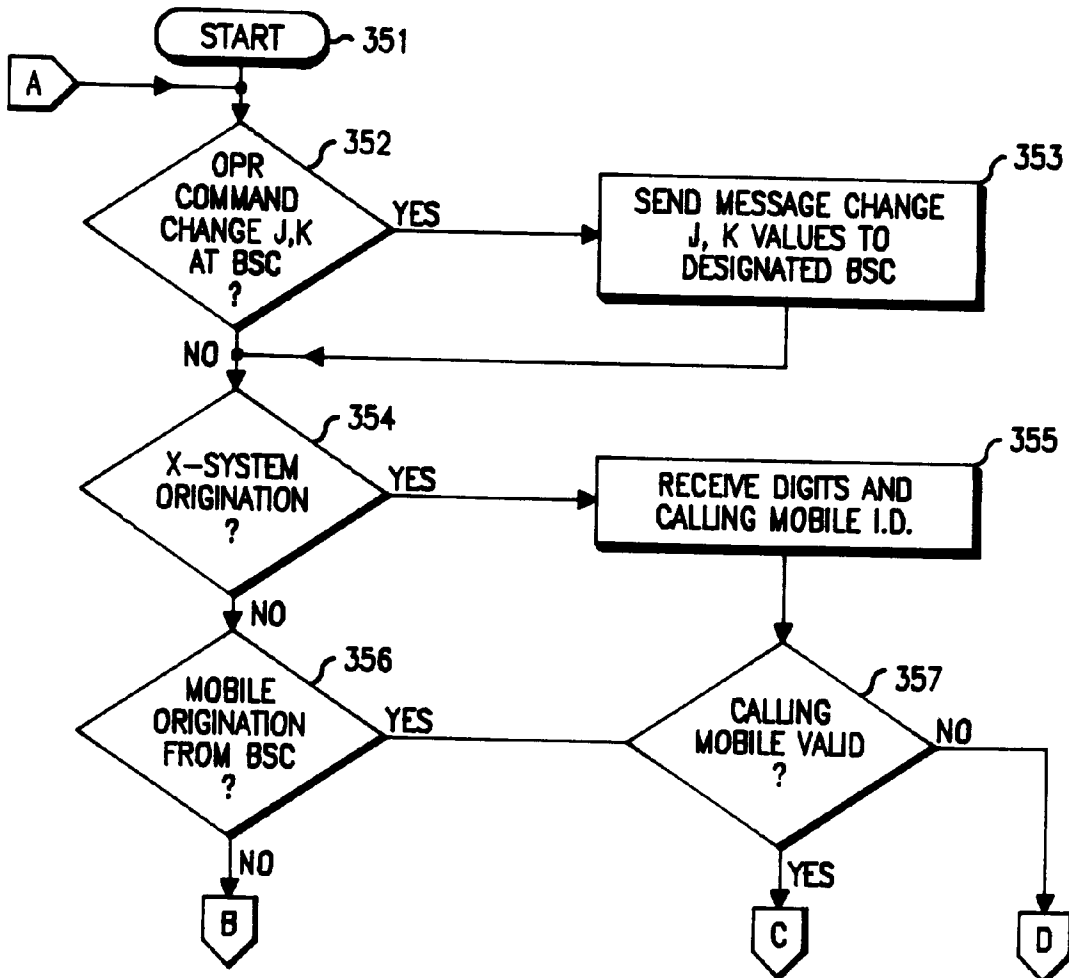 START
351
A
352
OPR
COMMAND
CHANGE J,K
AT BSC
?
YES
353
SEND MESSAGE CHANGE
J, K VALUES TO
DESIGNATED BSC
NO
354
X-SYSTEM
ORIGINATION
?
YES
355
RECEIVE DIGITS AND
CALLING MOBILE I.D.
NO
356
MOBILE
ORIGINATION
FROM BSC
?
YES
357
CALLING
MOBILE VALID
?
NO
NO
B
YES
C
D